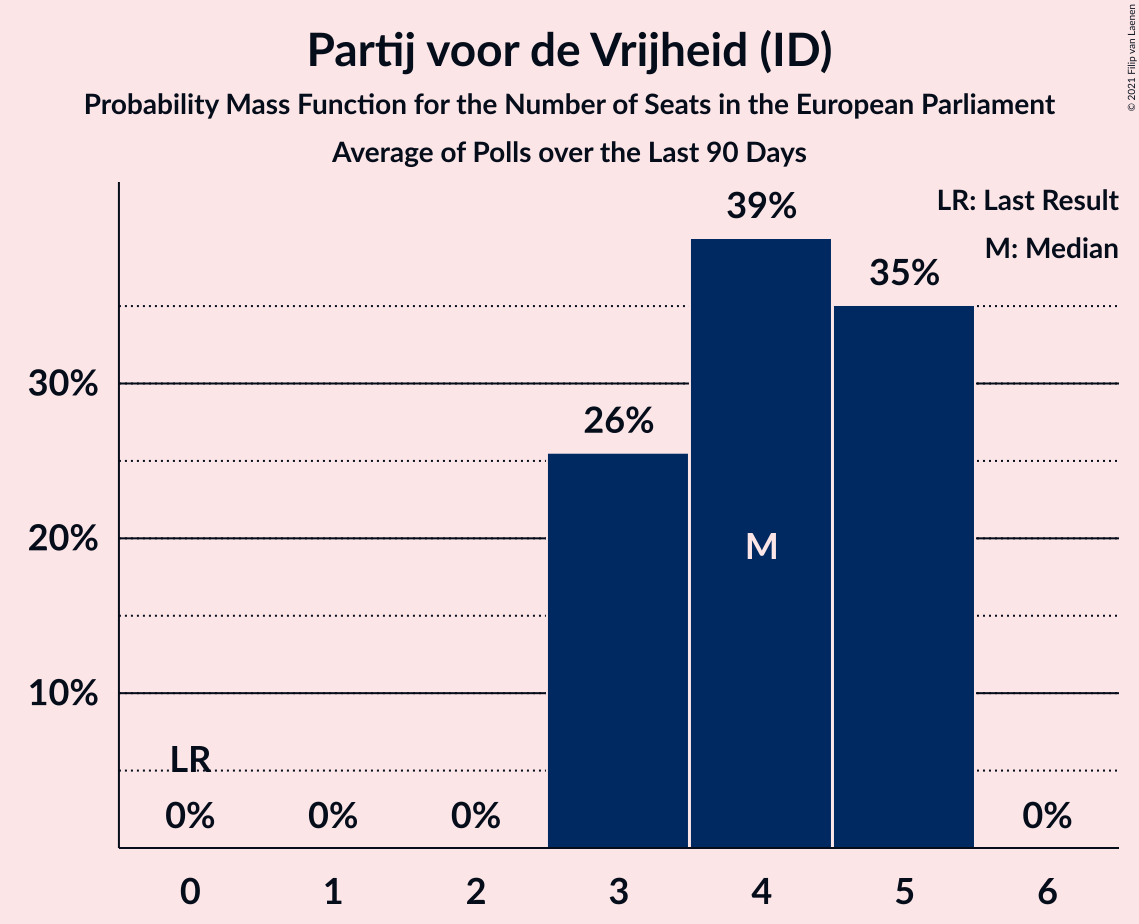 Partij voor de Vrijheid (ID)
Probability Mass Function for the Number of Seats in the European Parliament
Average of Polls over the Last 90 Days
© 2021 Filip van Laenen
LR: Last Result
M: Median
39%
35%
30%
26%
20%
M
10%
LR
0% 0% 0% 0%
0 1 2 3 4 5 6